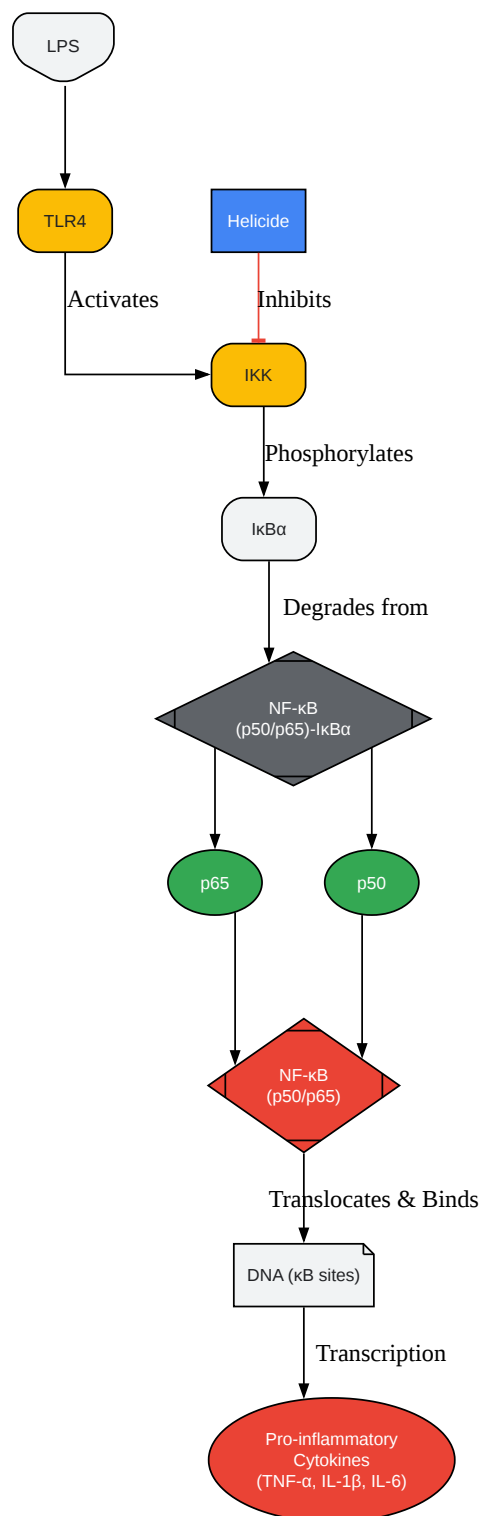 LPS
TLR4
Helicide
Activates
Inhibits
IKK
Phosphorylates
IκBα
Degrades from
NF-κB
(p50/p65)-IκBα
p65
p50
NF-κB
(p50/p65)
Translocates & Binds
DNA (κB sites)
Transcription
Pro-inflammatory
Cytokines
(TNF-α, IL-1β, IL-6)